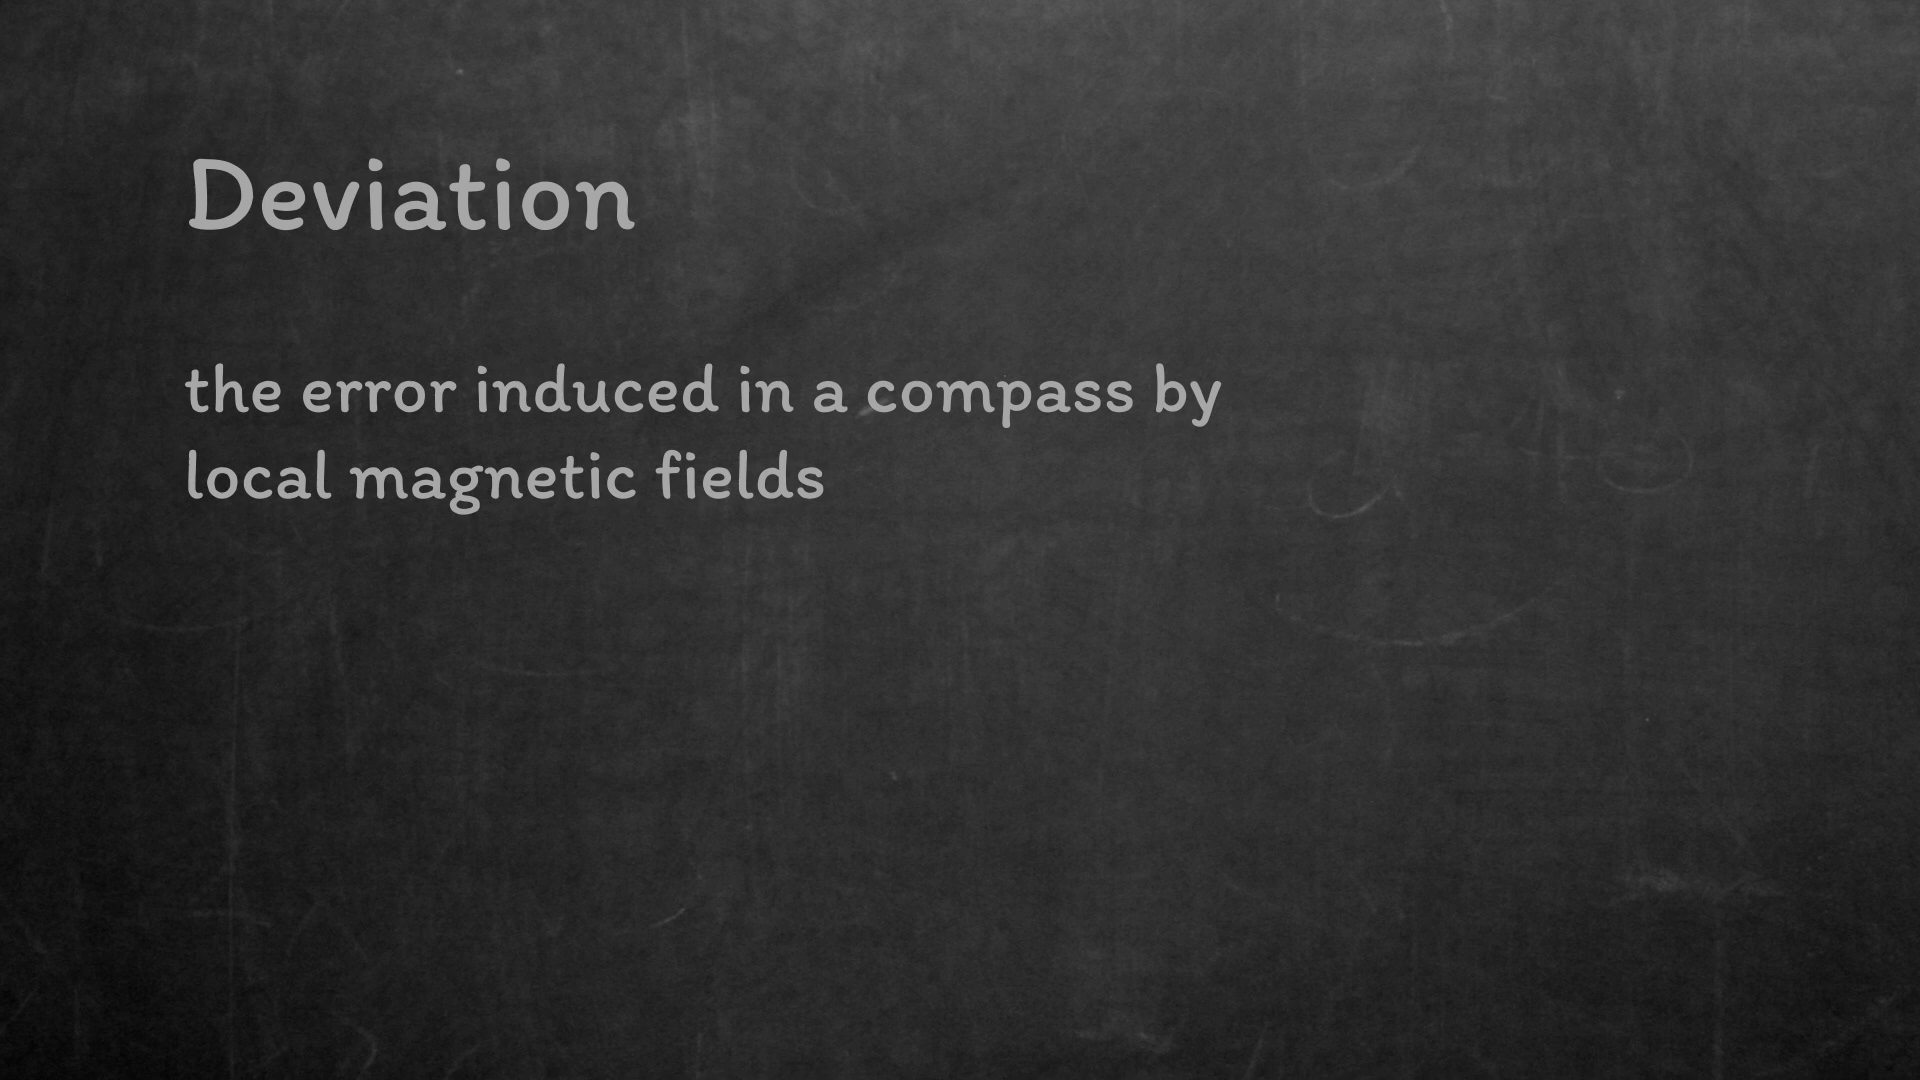 Deviation
the error induced in a compass by
local magnetic fields